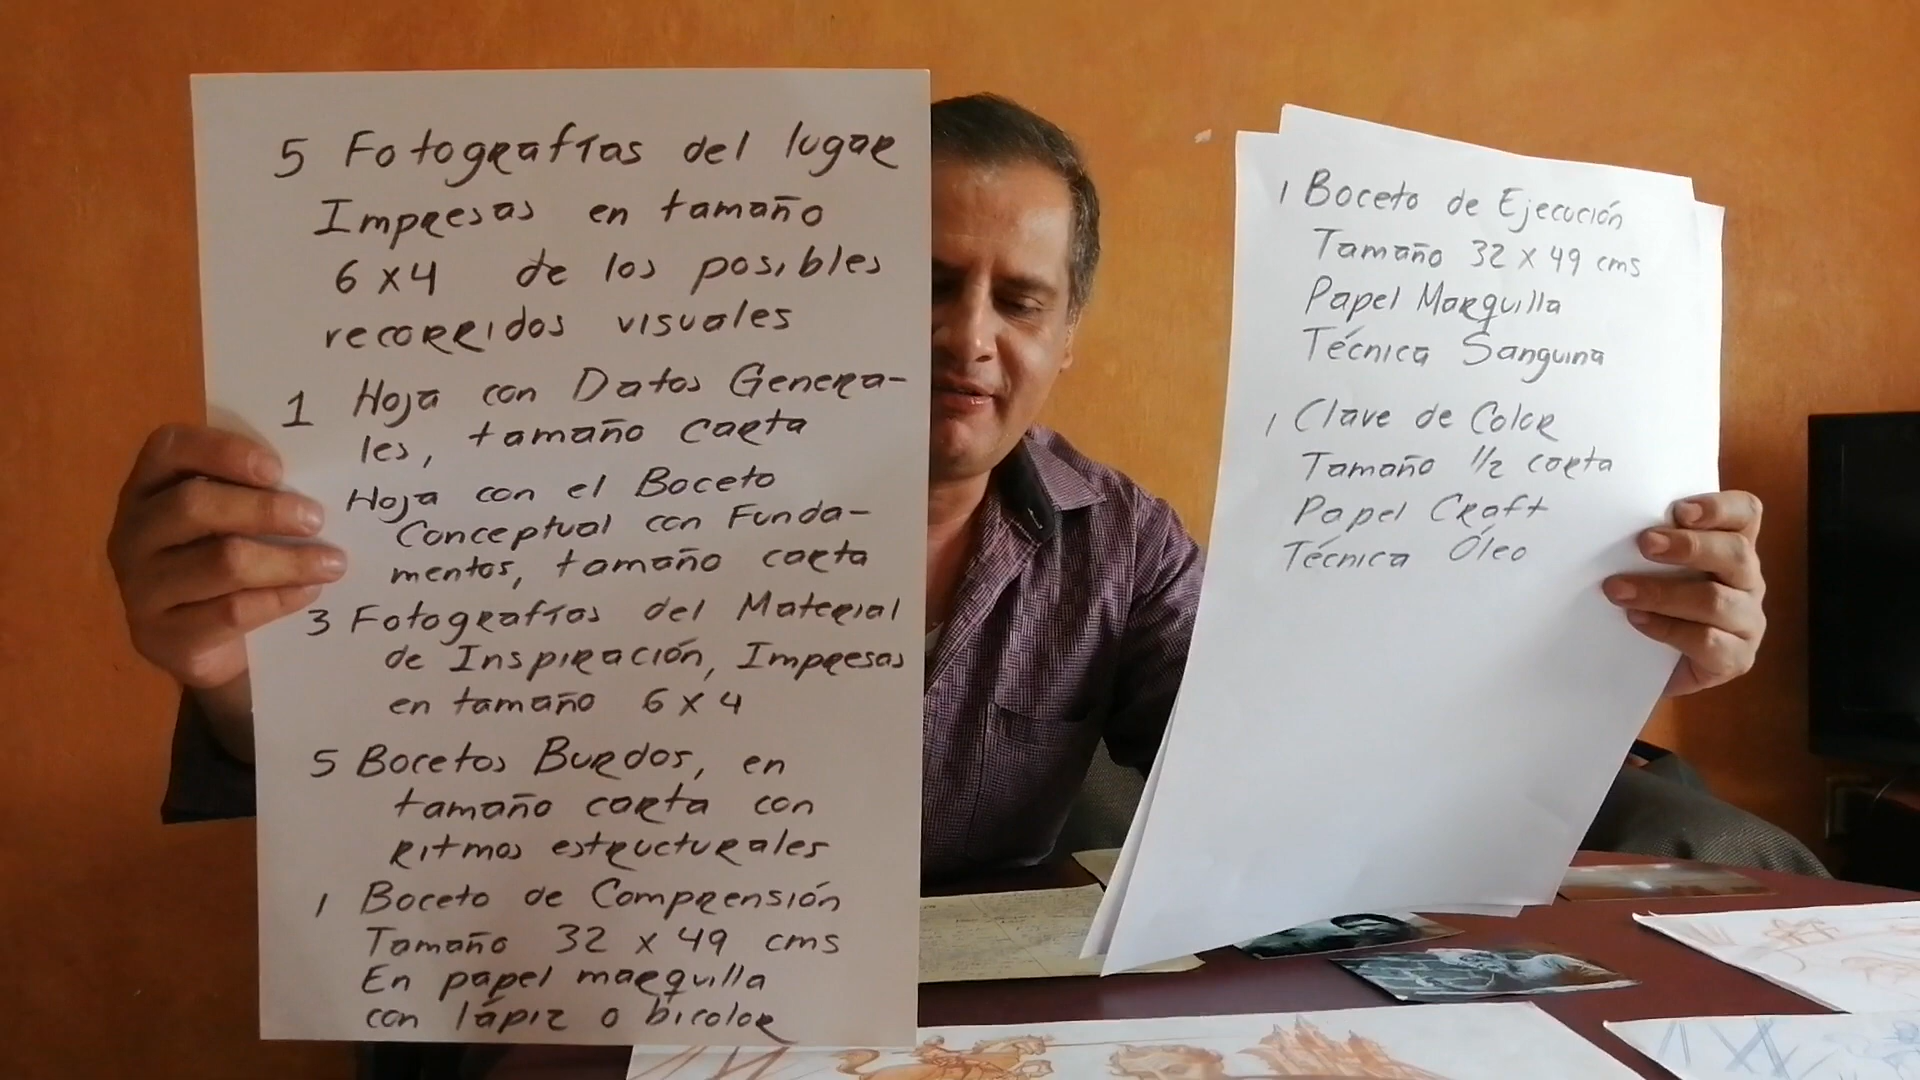 5 Fotografías del lugar
Impresas en tamaño
6 x 4 de los posibles
recorridos visuales
1 Hoja con Datos Genera-
les, tamaño carta
Hoja con el Boceto
Conceptual con Funda-
mentos, tamaño carta
3 Fotografías del Material
de Inspiración, Impresas
en tamaño 6 x 4
5 Bocetos Burdos, en
tamaño carta con
ritmos estructurales
1 Boceto de Comprensión
Tamaño 32 x 49 cms
En papel marquilla
con lápiz o bicolor
1 Boceto de Ejecución
Tamaño 32 x 49 cms
Papel Marquilla
Técnica Sanguina
1 Clave de Color
Tamaño 1/2 carta
Papel Craft
Técnica Óleo